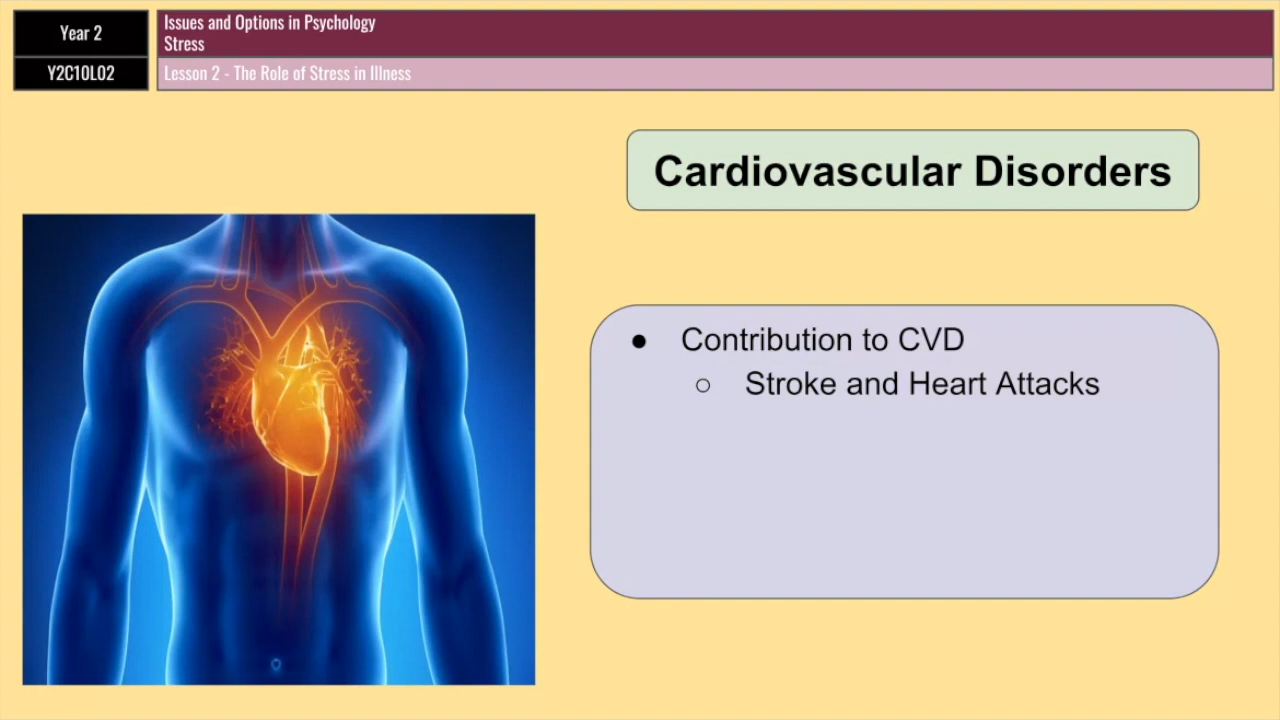 Year 2
Issues and Options in Psychology
Stress
Y2C10L02
Lesson 2 - The Role of Stress in Illness
Cardiovascular Disorders
● Contribution to CVD
○ Stroke and Heart Attacks